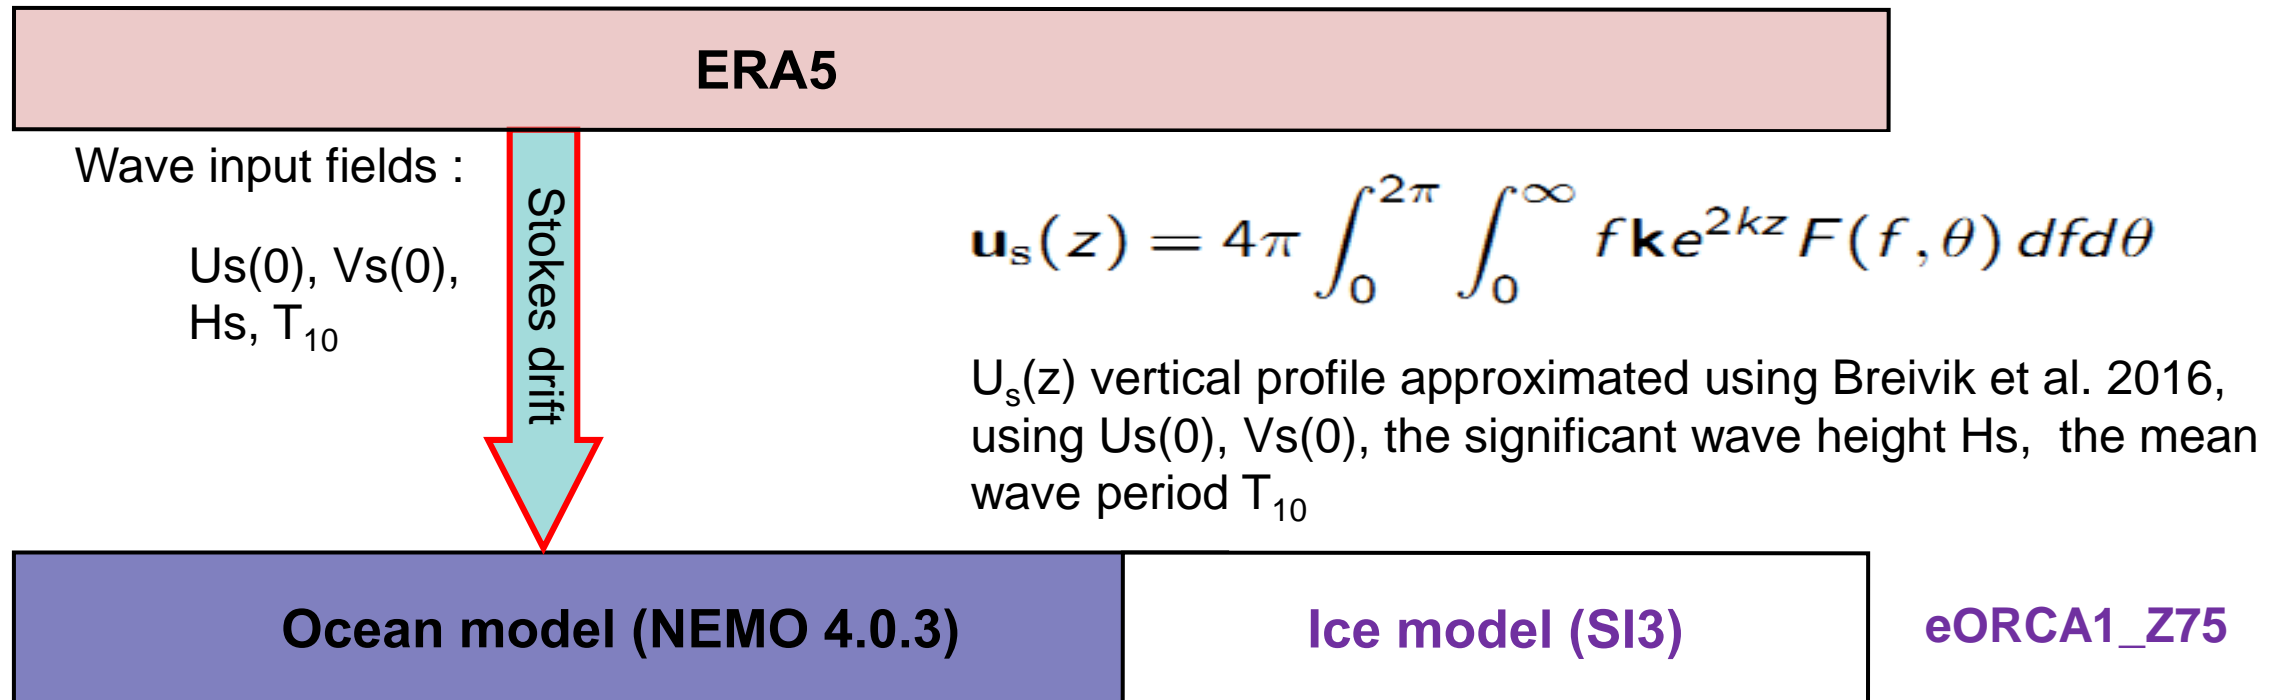 ERA5
Wave input fields :
Us(0), Vs(0),
Hs, T₁₀
Stokes drift
𝐮ₛ(z) = 4π ∫₀^{2π} ∫₀^∞ f𝐤e^{2kz} F(f, θ) dfdθ
Uₛ(z) vertical profile approximated using Breivik et al. 2016,
using Us(0), Vs(0), the significant wave height Hs, the mean
wave period T₁₀
Ocean model (NEMO 4.0.3)
Ice model (SI3)
eORCA1_Z75